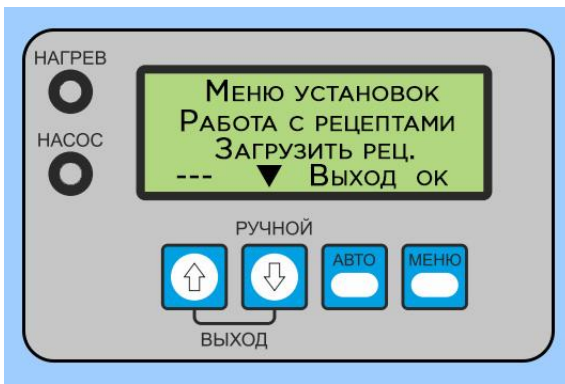 НАГРЕВ
НАСОС
Меню установок
Работа с рецептами
Загрузить рец.
--- ▼ Выход ок
РУЧНОЙ
АВТО
МЕНЮ
ВЫХОД